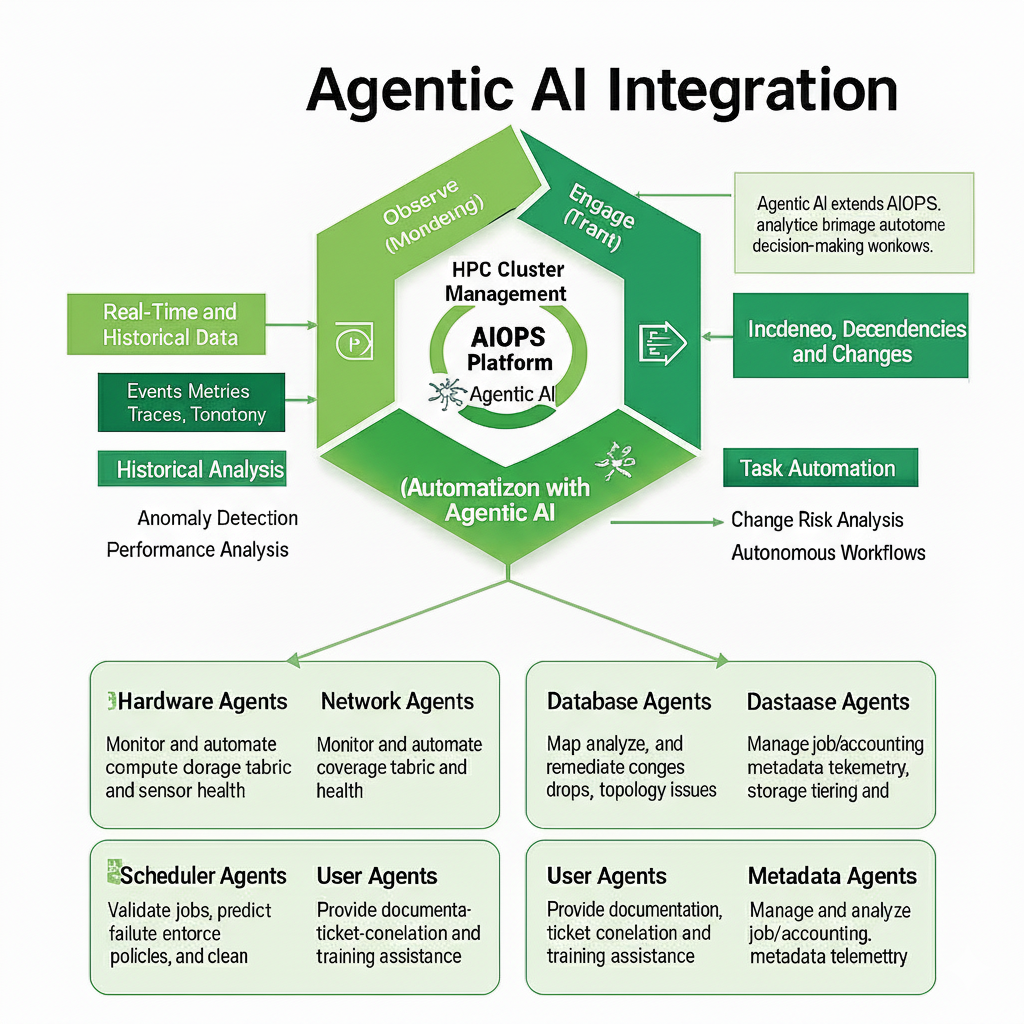 Agentic AI Integration
Observe
(Mondeıng)
Engage
(Trant)
Agentic AI extends AIOPS.
analytice brimage autotome
decision-making wonkows.
HPC Cluster
Management
AIOPS
Platform
Agentic AI
Real-Time and
Historical Data
Incdeneo, Decendencies
and Changes
Events Metries
Traces, Tonotony
Historical Analysis
Anomaly Detection
Performance Analysis
(Automatizon with
Agentic AI
Task Automation
Change Risk Analysis
Autonomous Workflows
Hardware Agents
Monitor and automate
compute dorage tabric
and sensor health
Network Agents
Monitor and automate
coverage tabric and
health
Database Agents
Map analyze, and
remediate conges
drops, topology issues
Dastaase Agents
Manage job/accounting
metadata tekemetry,
storage tiering and
Scheduler Agents
Validate jobs, predict
failute entorce
policies, and clean
User Agents
Provide documenta-
ticket-conelation and
training assistance
User Agents
Provide documentation,
ticket conelation and
training assistance
Metadata Agents
Manage and analyze
job/accounting.
metadata telemettry